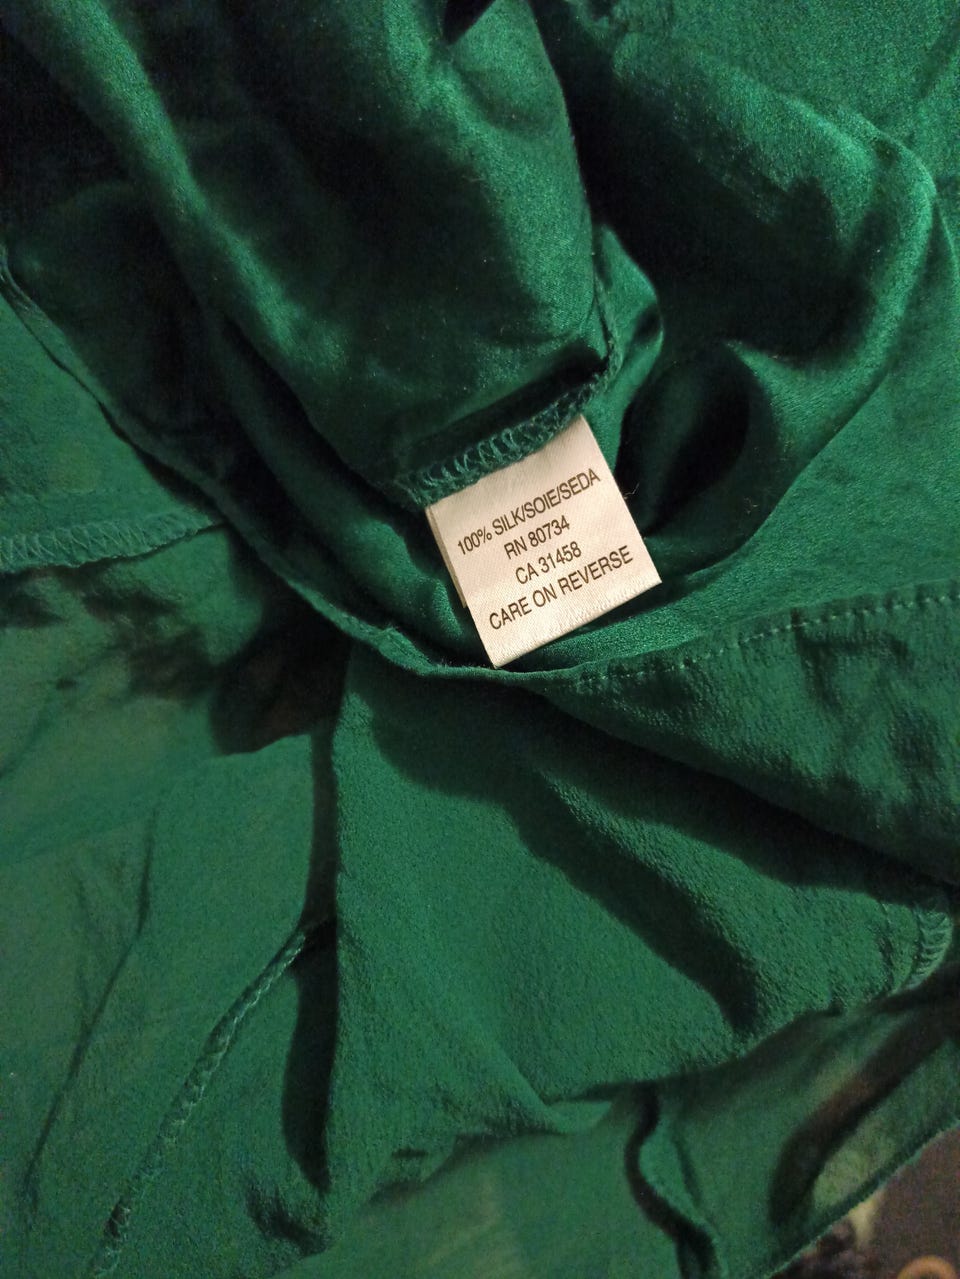 100% SILK/SOIE/SEDA
RN 80734
CA 31458
CARE ON REVERSE